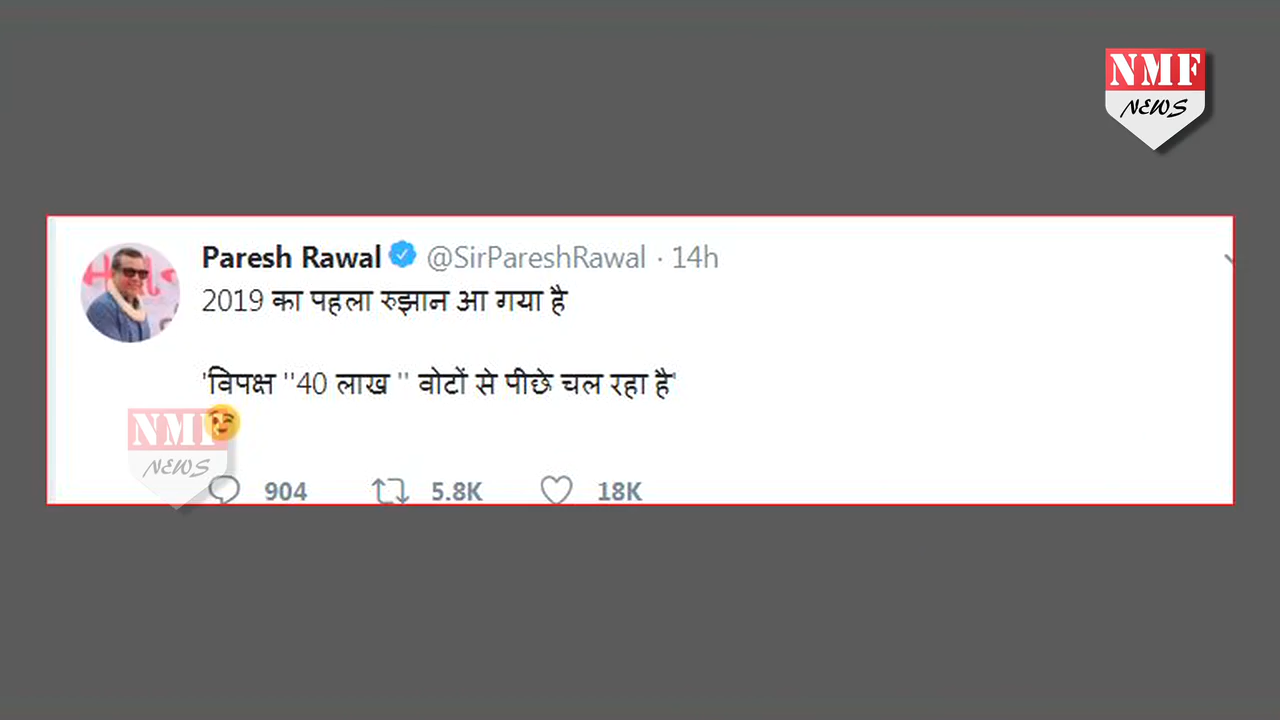 NMF
NEWS
Paresh Rawal @SirPareshRawal · 14h
2019 का पहला रुझान आ गया है
'विपक्ष ''40 लाख '' वोटों से पीछे चल रहा है'
NMF
NEWS
904 5.8K 18K